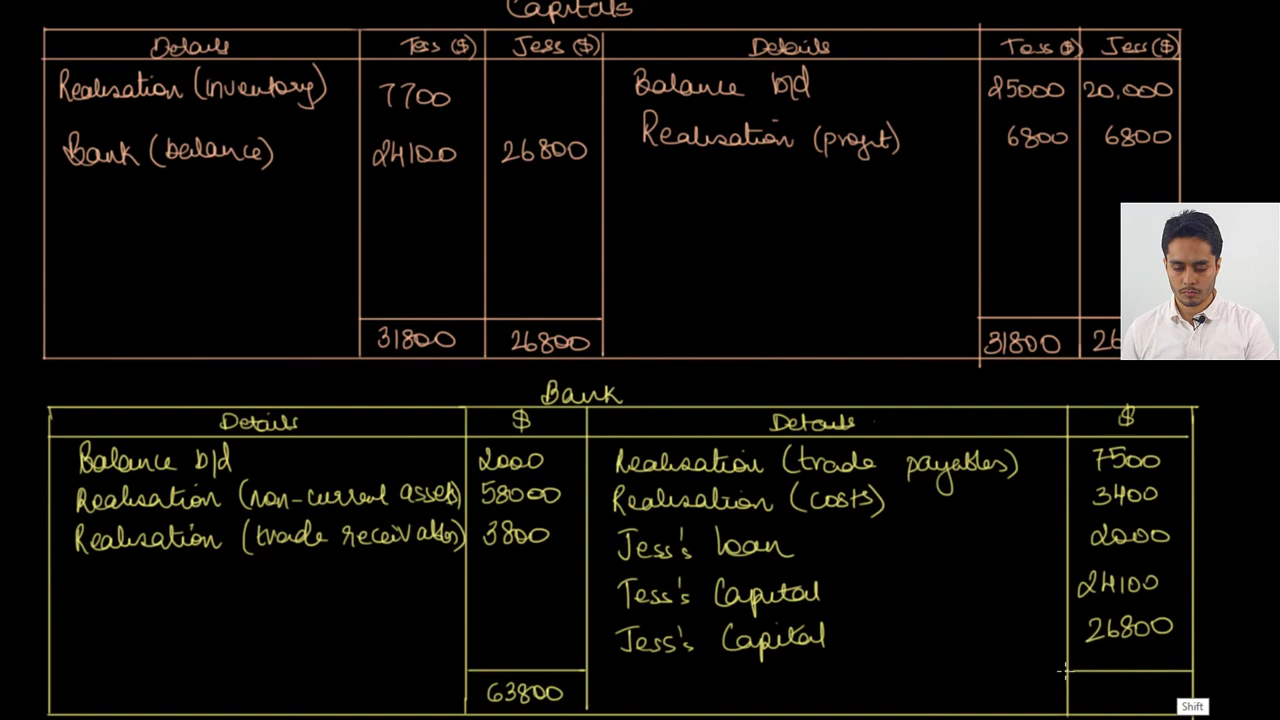 Capitals
Details Tess ($) Jess ($) Details Tess ($) Jess ($)
Realisation (inventory) 7700 Balance b/d 25000 20,000
Realisation (profit) 6800 6800
Bank (balance) 24100 26800
31800 26800 31800 26
Bank
Details $ Details $
Balance b/d 2000 Realisation (trade payables) 7500
Realisation (non-current assets) 58000 Realisation (costs) 3400
Realisation (trade receivables) 3800 Jess's loan 2000
Tess's Capital 24100
Jess's Capital 26800
63800
Shift